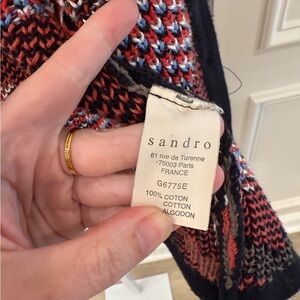 sandro
61 rue de Turenne
75003 Paris
FRANCE
G6775E
100% COTON
COTTON
ALGODON